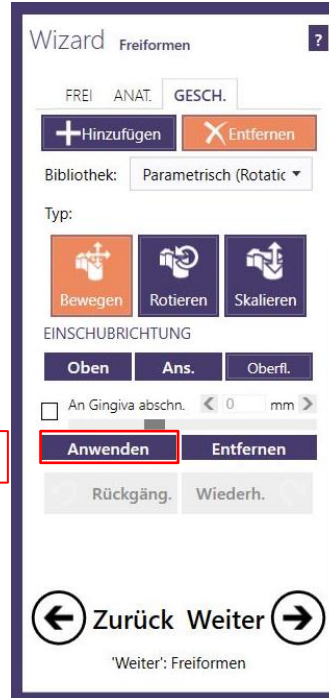 Wizard Freiformen ?
FREI ANAT. GESCH.
Hinzufügen Entfernen
Bibliothek: Parametrisch (Rotatic
Typ:
Bewegen Rotieren Skalieren
EINSCHUBRICHTUNG
Oben Ans. Oberfl.
An Gingiva abschn. 0 mm
Anwenden Entfernen
Rückgäng. Wiederh.
Zurück Weiter
'Weiter': Freiformen